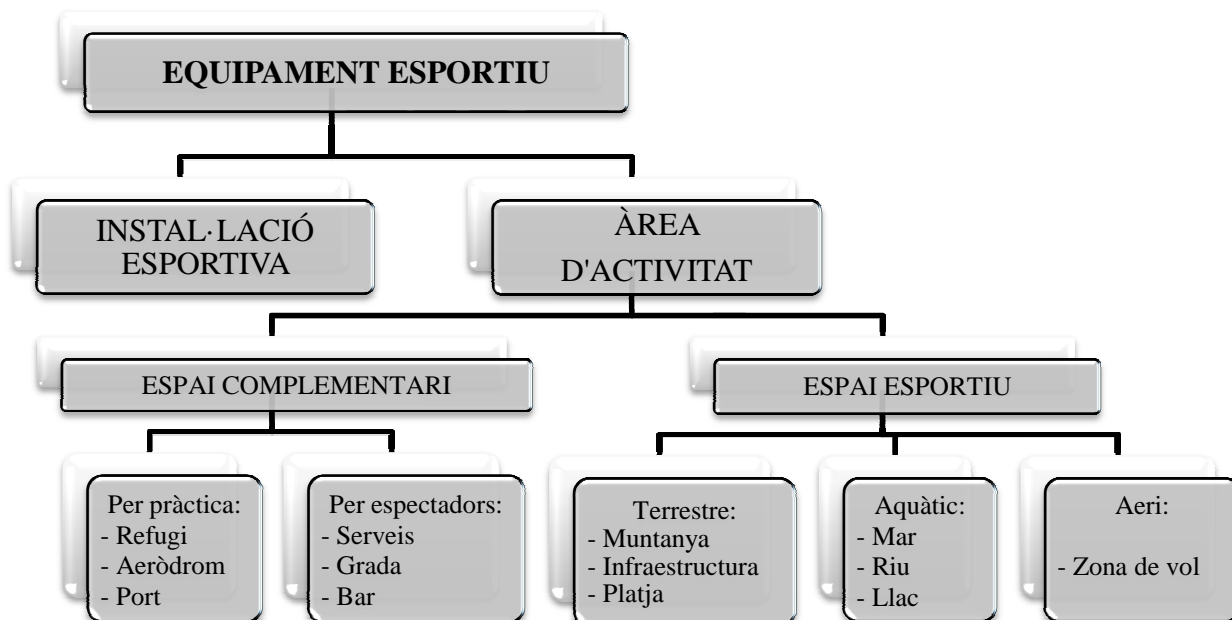 EQUIPAMENT ESPORTIU
INSTAL·LACIÓ
ESPORTIVA
ÀREA
D'ACTIVITAT
ESPAI COMPLEMENTARI
ESPAI ESPORTIU
Per pràctica:
- Refugi
- Aeròdrom
- Port
Per espectadors:
- Serveis
- Grada
- Bar
Terrestre:
- Muntanya
- Infraestructura
- Platja
Aquàtic:
- Mar
- Riu
- Llac
Aeri:
- Zona de vol